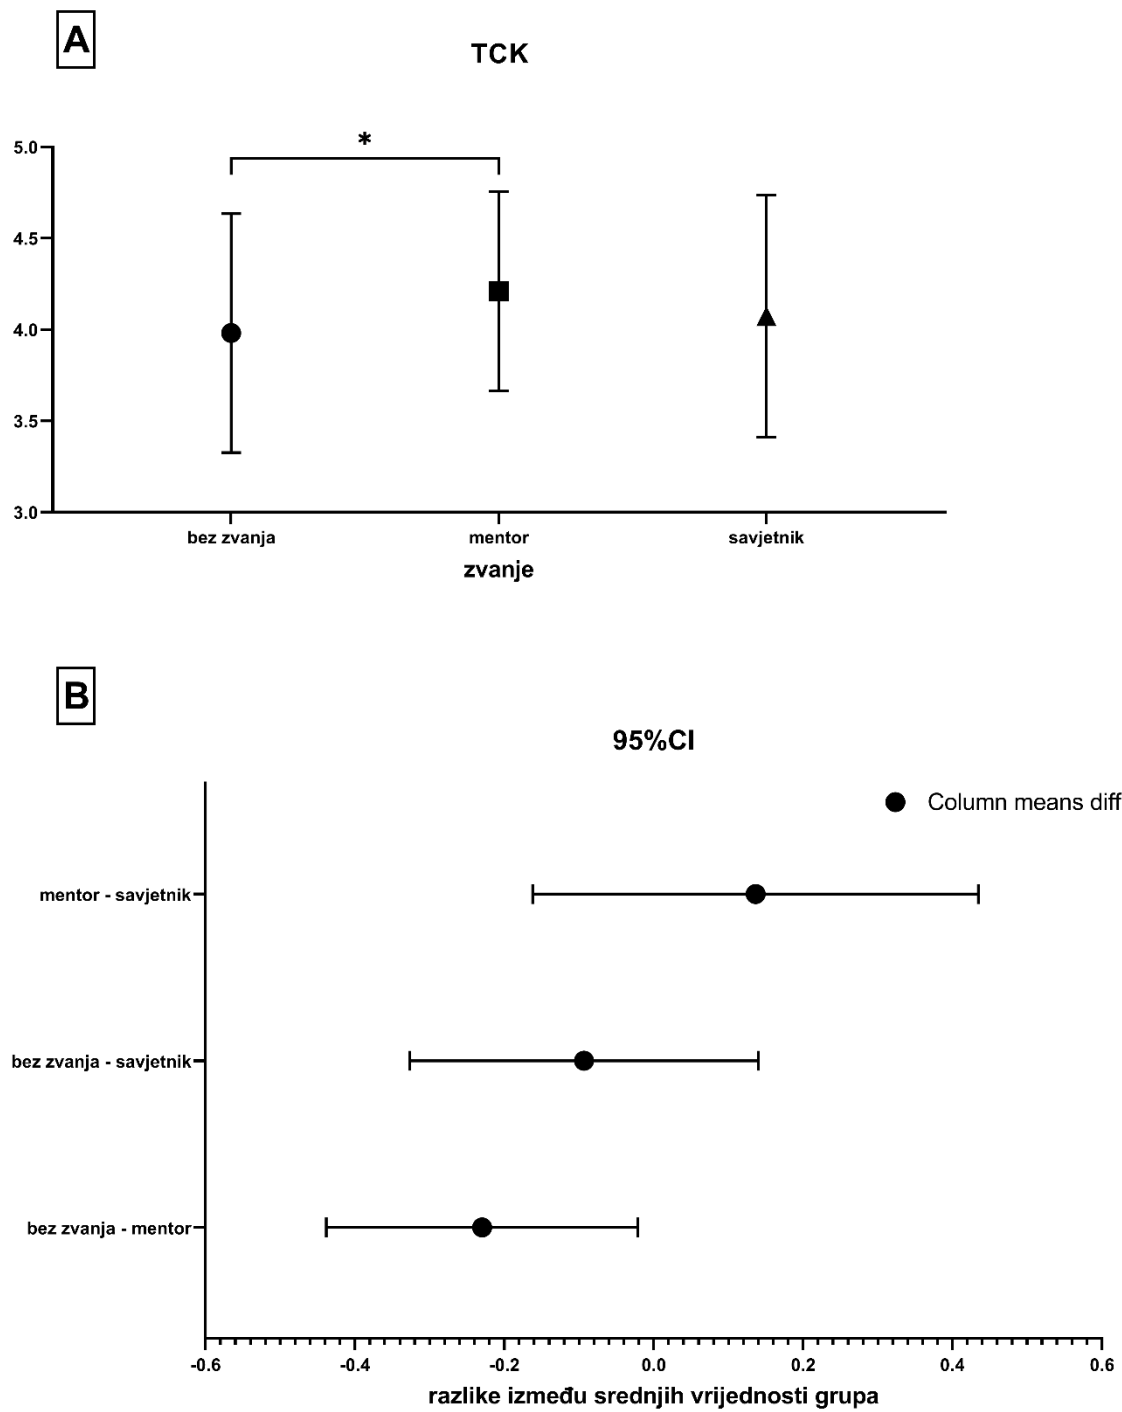 A
TCK
*
5.0
4.5
4.0
3.5
3.0
bez zvanja
mentor
savjetnik
zvanje
B
95%CI
Column means diff
mentor - savjetnik
bez zvanja - savjetnik
bez zvanja - mentor
-0.6
-0.4
-0.2
0.0
0.2
0.4
0.6
razlike između srednjih vrijednosti grupa